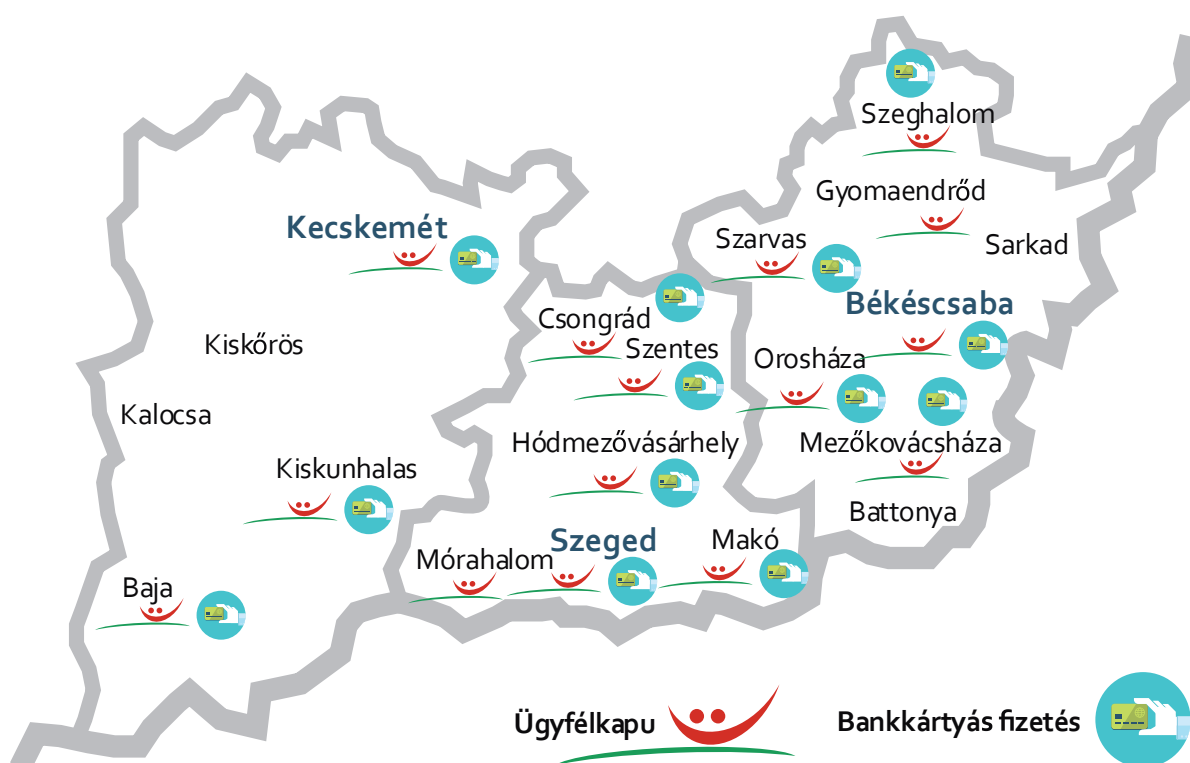 Szeghalom
Gyomaendrőd
Kecskemét
Szarvas
Sarkad
Békéscsaba
Csongrád
Kiskőrös
Szentes
Orosháza
Kalocsa
Hódmezővásárhely
Mezőkovácsháza
Kiskunhalas
Battonya
Szeged
Makó
Mórahalom
Baja
Ügyfélkapu
Bankkártyás fizetés